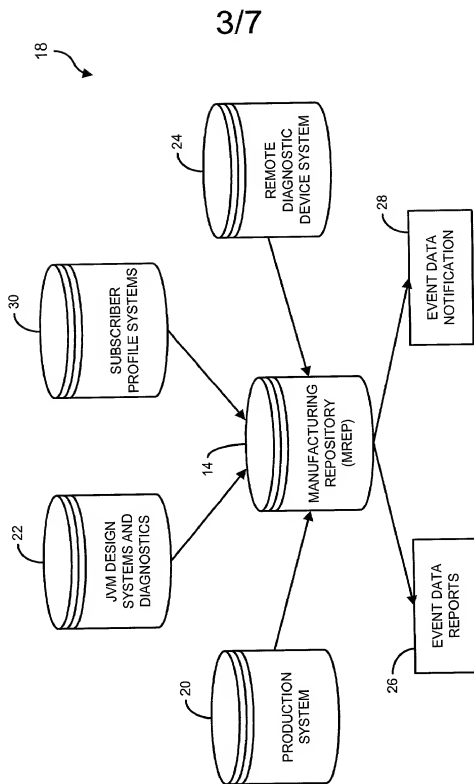 3/7
18
22
JVM DESIGN
SYSTEMS AND
DIAGNOSTICS
30
SUBSCRIBER
PROFILE SYSTEMS
20
PRODUCTION
SYSTEM
14
MANUFACTURING
REPOSITORY
(MREP)
24
REMOTE
DIAGNOSTIC
DEVICE SYSTEM
26
EVENT DATA
REPORTS
28
EVENT DATA
NOTIFICATION